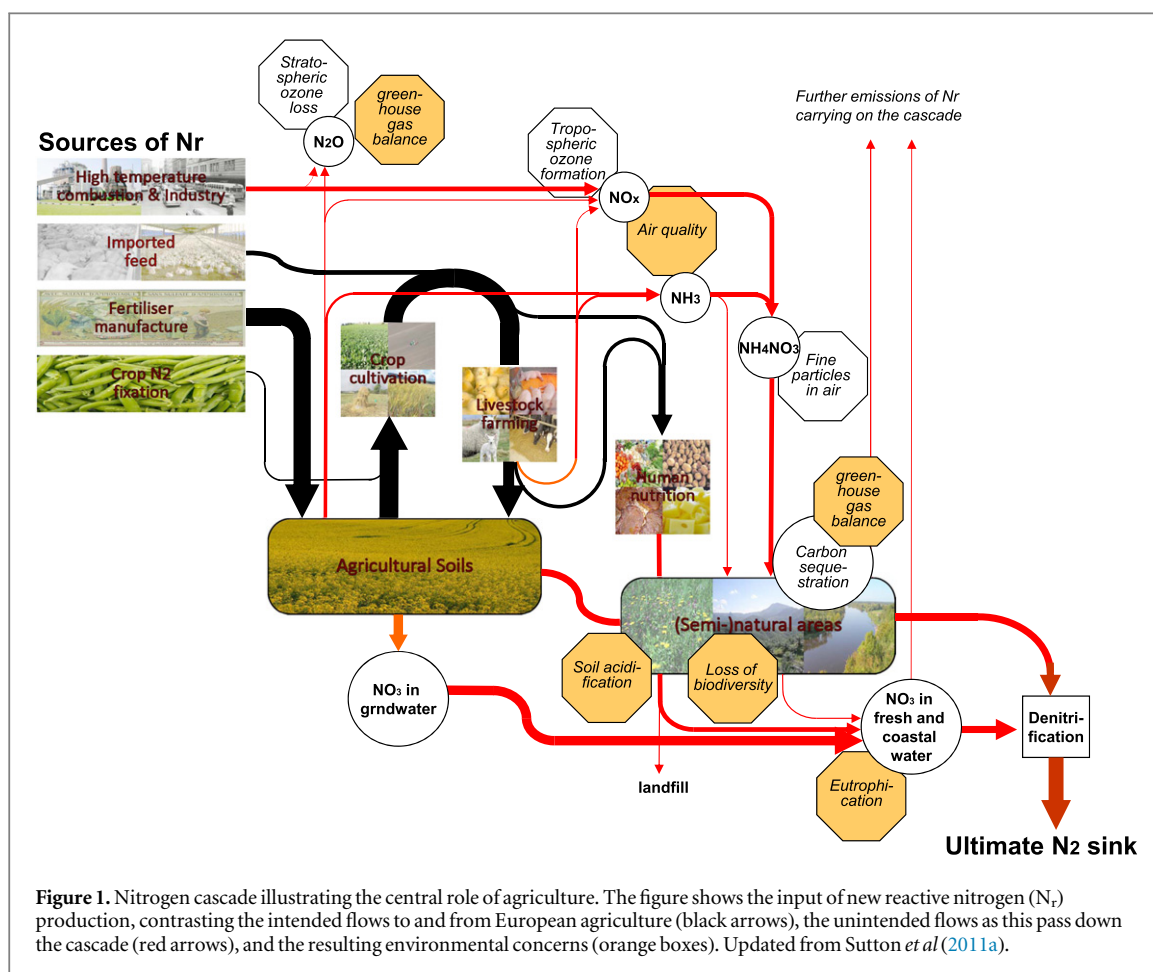 Strato-
spheric
ozone
loss
green-
house
gas
balance
N2O
Sources of Nr
High temperature
combustion & Industry
Imported
feed
Fertiliser
manufacture
Crop N2
fixation
Tropo-
spheric
ozone
formation
NOx
Air quality
NH3
Further emissions of Nr
carrying on the cascade
NH4NO3
Fine
particles
in air
Crop
cultivation
Livestock
farming
Human
nutrition
green-
house
gas
balance
Carbon
seque-
stration
Agricultural Soils
(Semi-)natural areas
Soil acidi-
fication
Loss of
biodiversity
NO3 in
grndwater
NO3 in
fresh and
coastal
water
Denitri-
fication
Eutrophi-
cation
landfill
Ultimate N2 sink
Figure 1. Nitrogen cascade illustrating the central role of agriculture. The figure shows the input of new reactive nitrogen (Nr)
production, contrasting the intended flows to and from European agriculture (black arrows), the unintended flows as this pass down
the cascade (red arrows), and the resulting environmental concerns (orange boxes). Updated from Sutton et al (2011a).